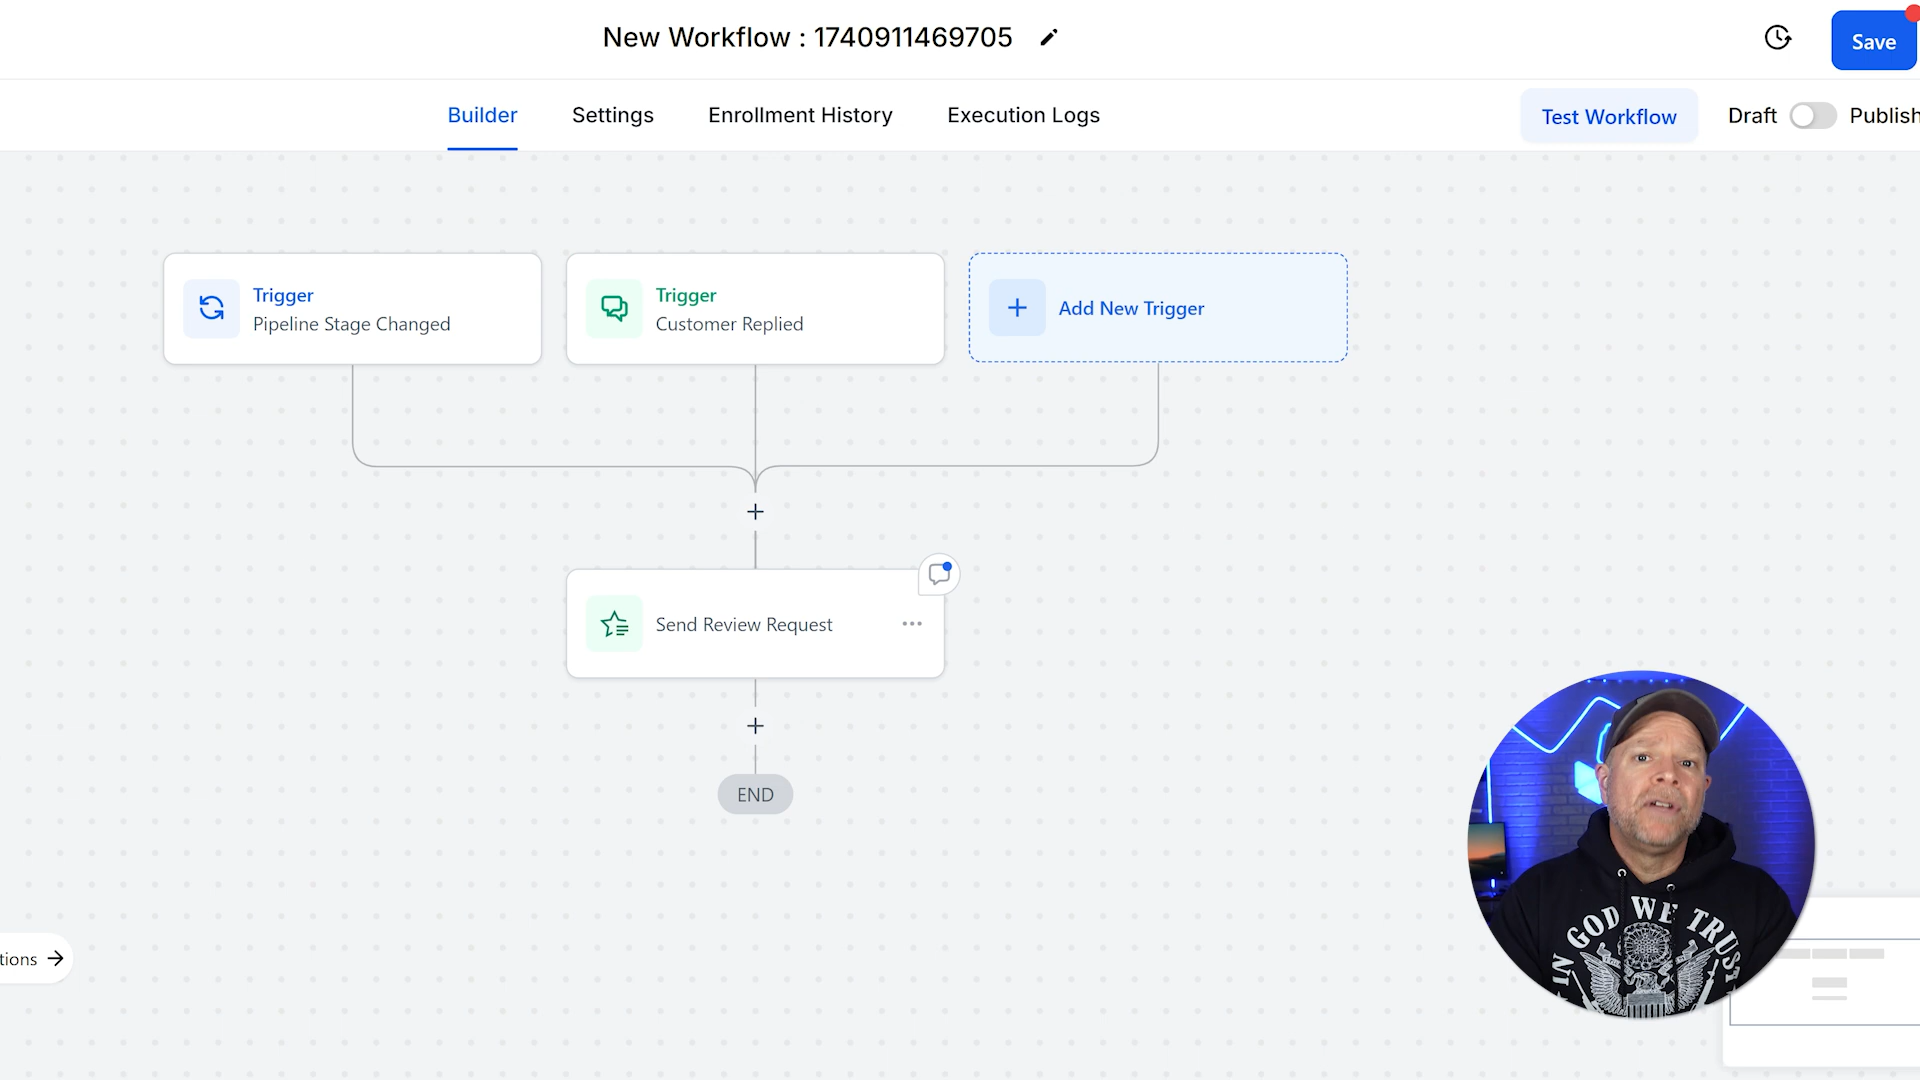 New Workflow : 1740911469705
Save
Builder
Settings
Enrollment History
Execution Logs
Test Workflow
Draft
Publish
Trigger
Pipeline Stage Changed
Trigger
Customer Replied
Add New Trigger
Send Review Request
END
tions
IN GOD WE TRUST